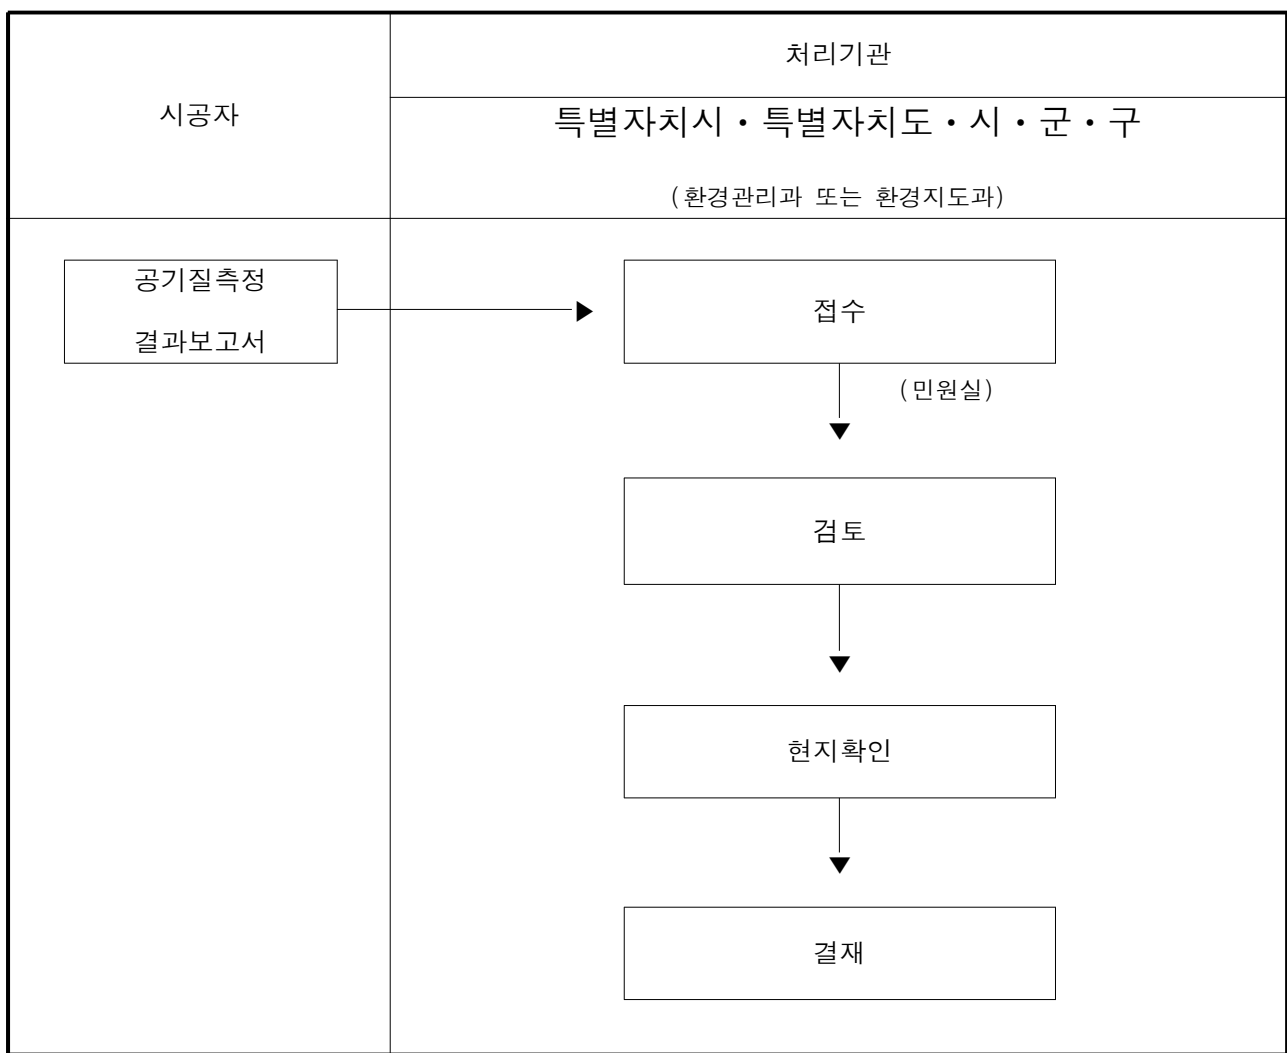 시공자
처리기관
특별자치시·특별자치도·시·군·구
(환경관리과 또는 환경지도과)
공기질측정
결과보고서
접수
(민원실)
검토
현지확인
결재